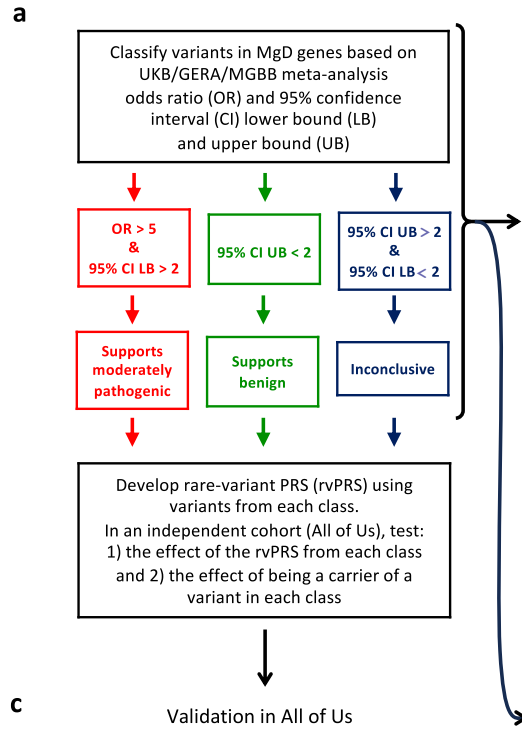 a
Classify variants in MgD genes based on
UKB/GERA/MGBB meta-analysis
odds ratio (OR) and 95% confidence
interval (CI) lower bound (LB)
and upper bound (UB)
OR > 5
&
95% CI LB > 2
95% CI UB < 2
95% CI UB > 2
&
95% CI LB < 2
Supports
moderately
pathogenic
Supports
benign
Inconclusive
Develop rare-variant PRS (rvPRS) using
variants from each class.
In an independent cohort (All of Us), test:
1) the effect of the rvPRS from each class
and 2) the effect of being a carrier of a
variant in each class
c
Validation in All of Us